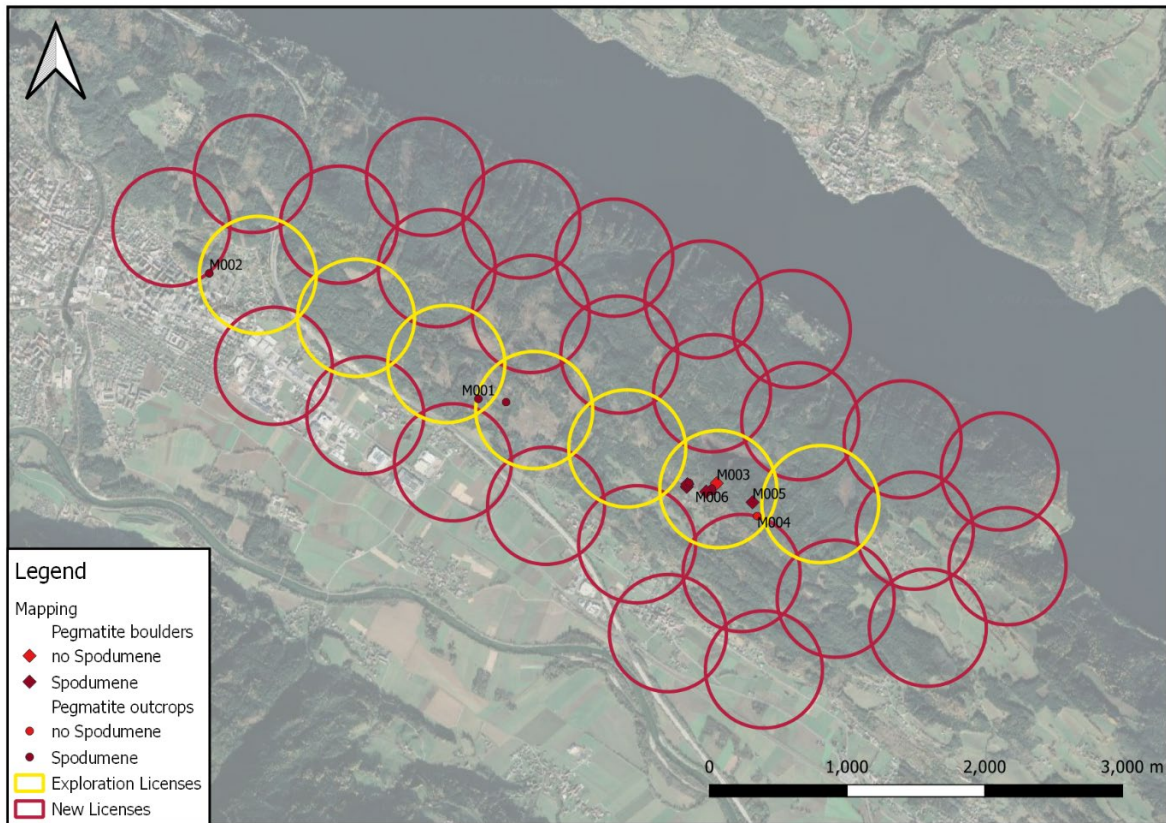 M002
M001
M003
M006
M005
M004
Legend
Mapping
Pegmatite boulders
no Spodumene
Spodumene
Pegmatite outcrops
no Spodumene
Spodumene
Exploration Licenses
New Licenses
0 1,000 2,000 3,000 m